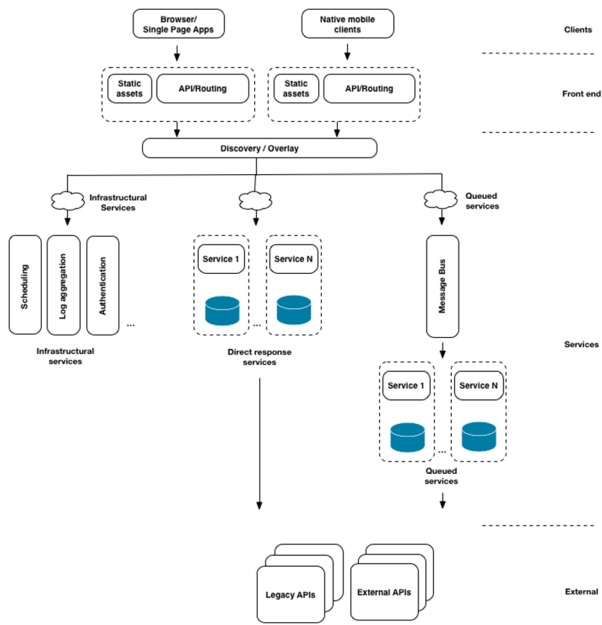 Browser/
Single Page Apps
Native mobile
clients
Clients
Static
assets
API/Routing
Static
assets
API/Routing
Front end
Discovery / Overlay
Infrastructural
Services
Queued
services
Scheduling
Log aggregation
Authentication
...
Service 1
Service N
...
Message Bus
Infrastructural
services
Direct response
services
Services
Service 1
Service N
...
Queued
services
Legacy APIs
External APIs
External